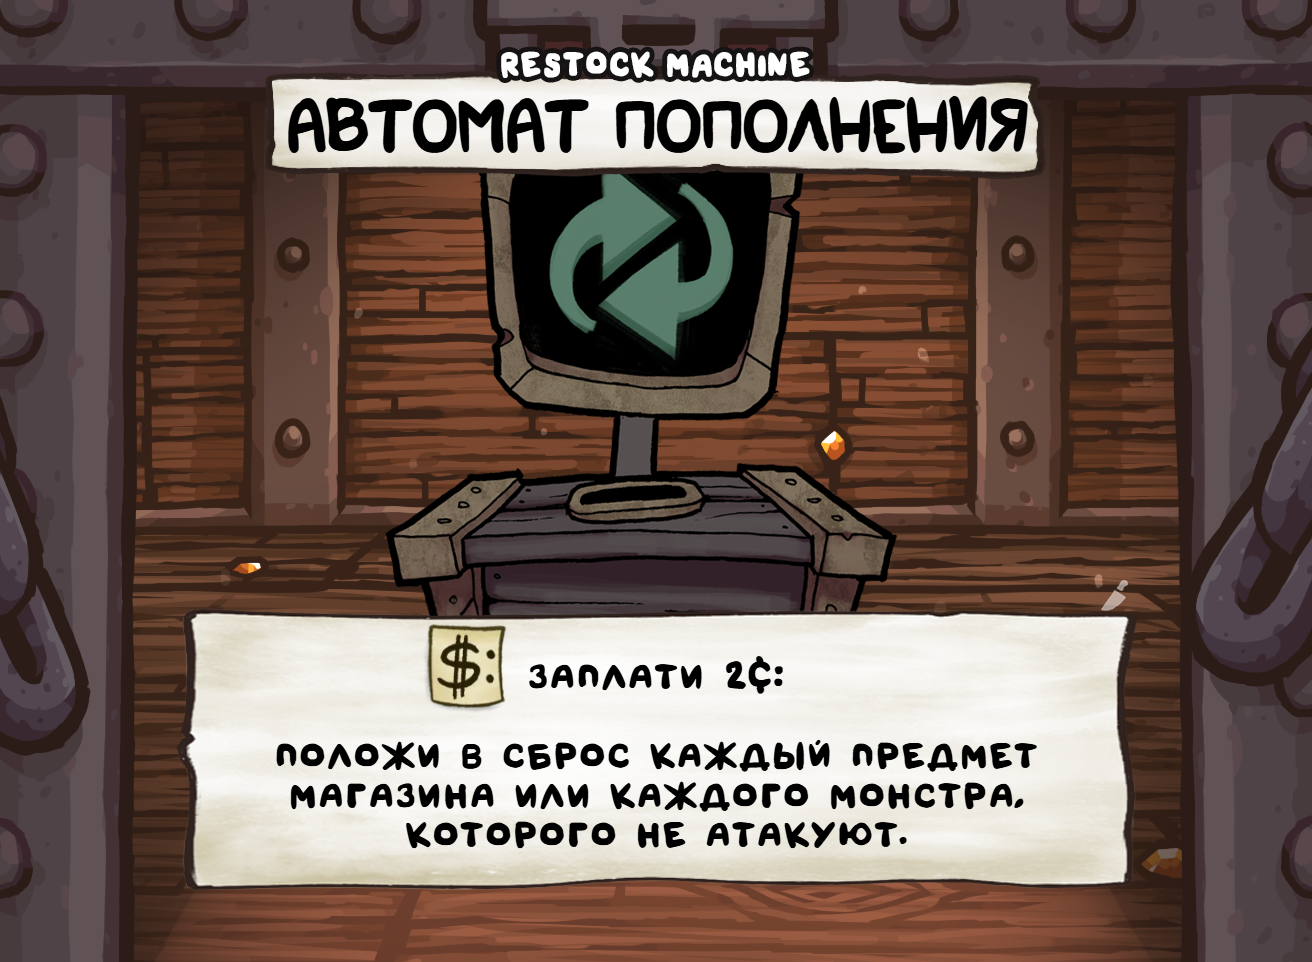 RESTOCK MACHINE
АВТОМАТ ПОПОЛНЕНИЯ
$: ЗАПЛАТИ 2¢:
ПОЛОЖИ В СБРОС КАЖДЫЙ ПРЕДМЕТ
МАГАЗИНА ИЛИ КАЖДОГО МОНСТРА,
КОТОРОГО НЕ АТАКУЮТ.